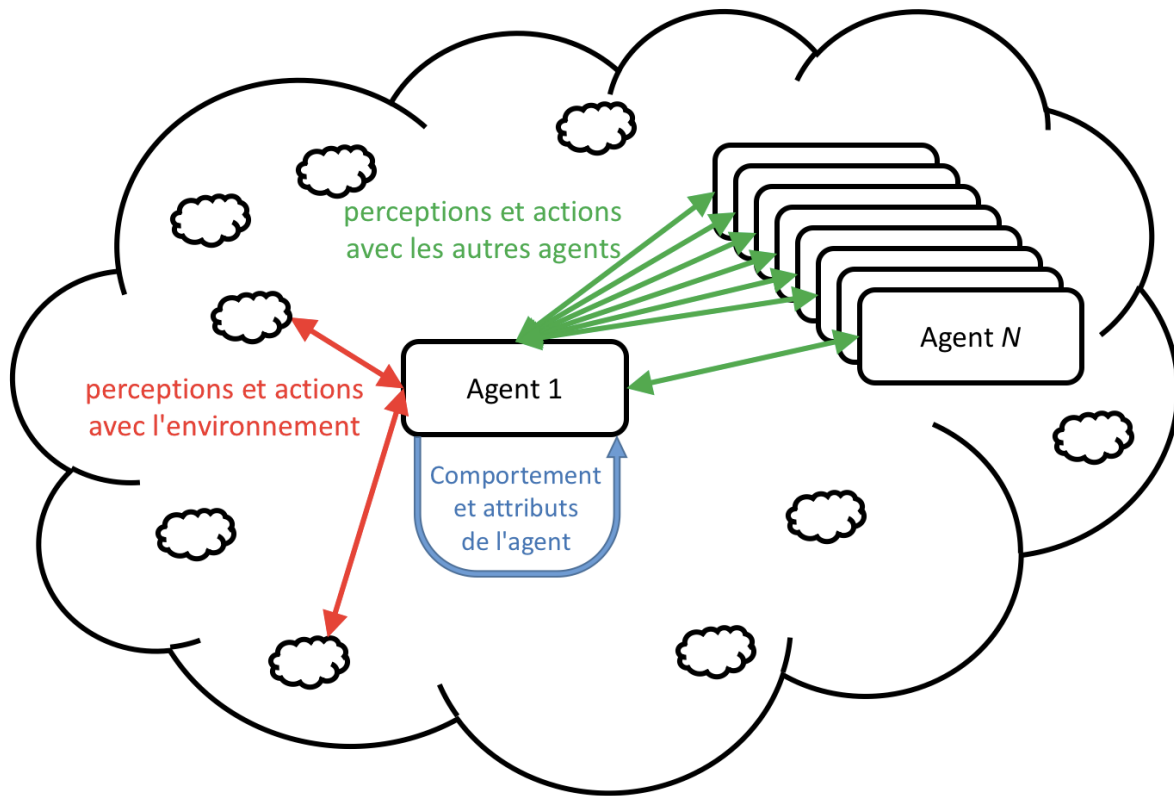 perceptions et actions
avec les autres agents
Agent N
Agent 1
perceptions et actions
avec l'environnement
Comportement
et attributs
de l'agent